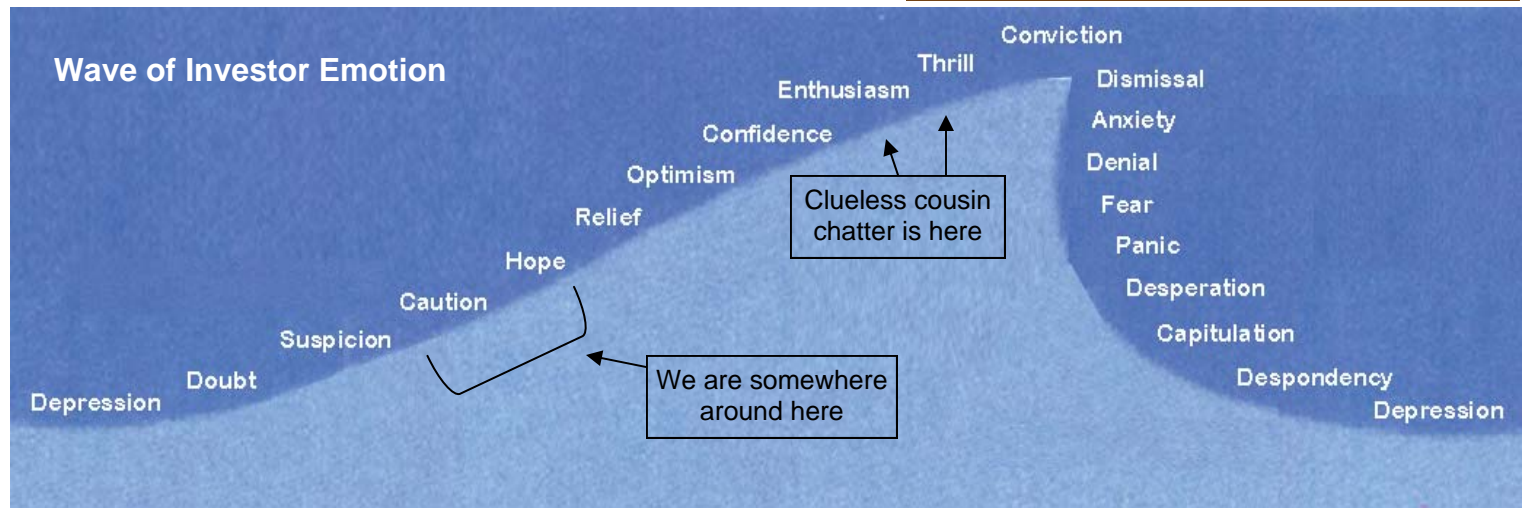 Wave of Investor Emotion
Depression
Doubt
Suspicion
Caution
Hope
Relief
Optimism
Confidence
Enthusiasm
Thrill
Conviction
Dismissal
Anxiety
Denial
Fear
Panic
Desperation
Capitulation
Despondency
Depression
Clueless cousin
chatter is here
We are somewhere
around here